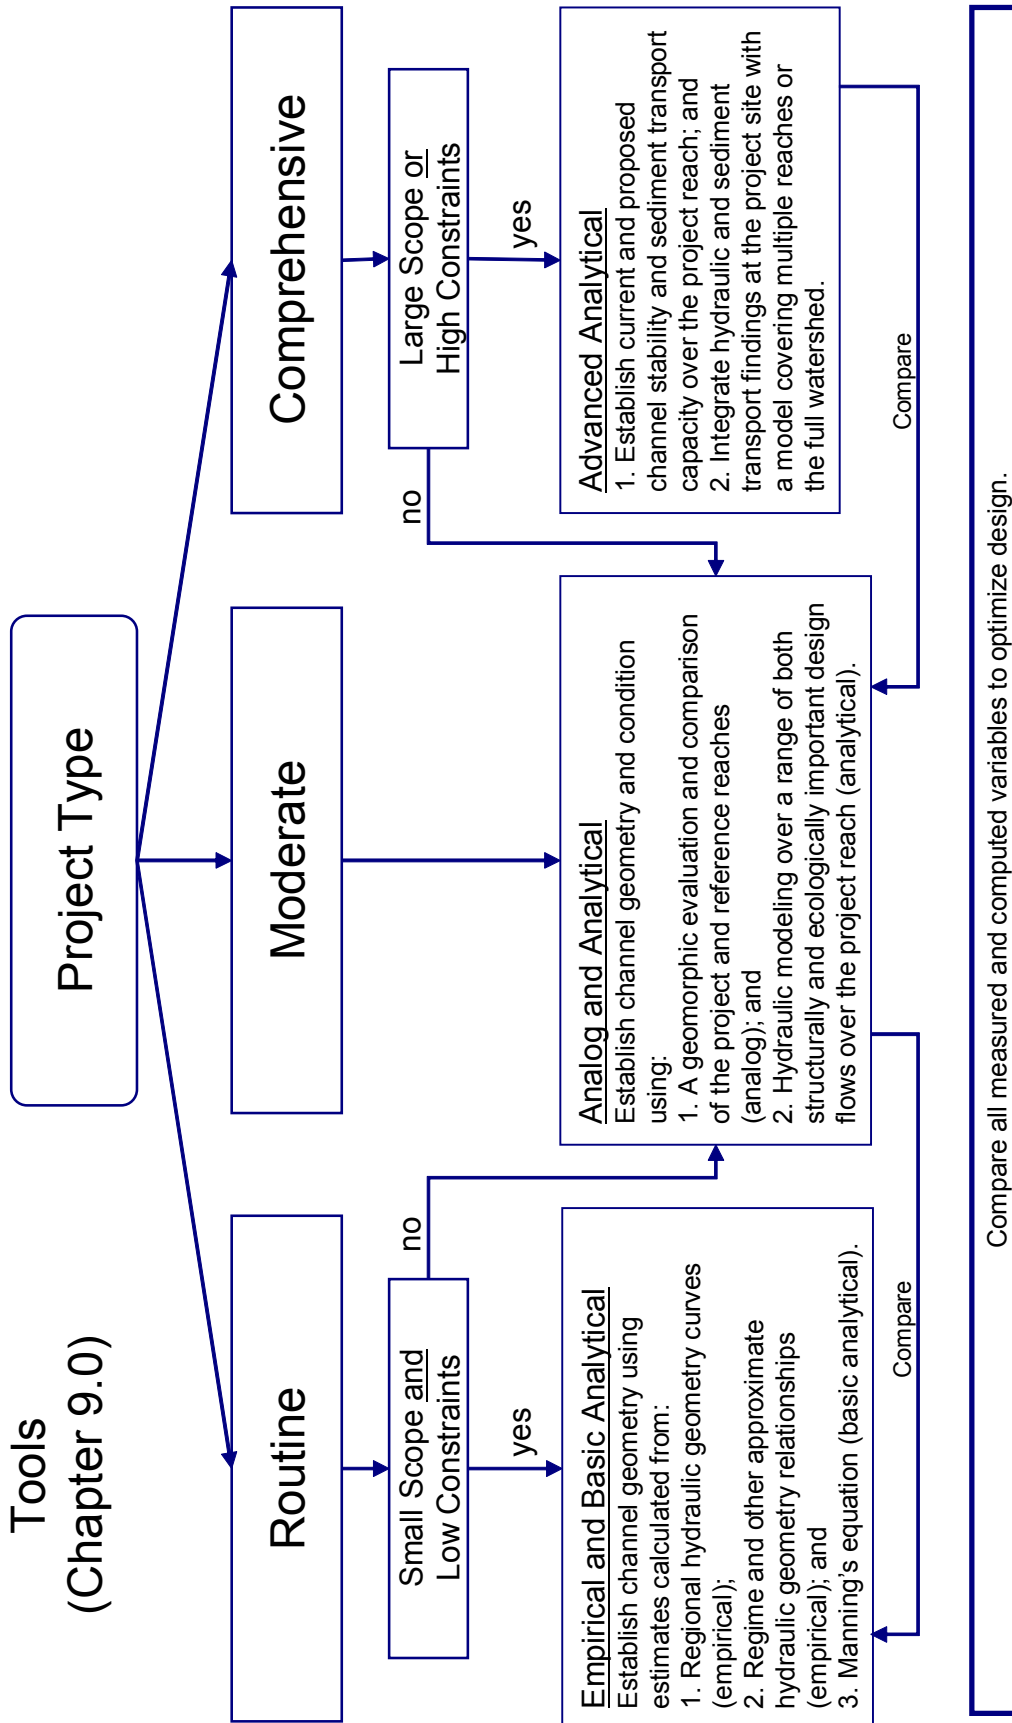 Tools
(Chapter 9.0)
Project Type
Routine
Moderate
Comprehensive
Small Scope and
Low Constraints
Large Scope or
High Constraints
yes
no
no
yes
Empirical and Basic Analytical
Establish channel geometry using
estimates calculated from:
1. Regional hydraulic geometry curves
(empirical);
2. Regime and other approximate
hydraulic geometry relationships
(empirical); and
3. Manning's equation (basic analytical).
Analog and Analytical
Establish channel geometry and condition
using:
1. A geomorphic evaluation and comparison
of the project and reference reaches
(analog); and
2. Hydraulic modeling over a range of both
structurally and ecologically important design
flows over the project reach (analytical).
Advanced Analytical
1. Establish current and proposed
channel stability and sediment transport
capacity over the project reach; and
2. Integrate hydraulic and sediment
transport findings at the project site with
a model covering multiple reaches or
the full watershed.
Compare
Compare
Compare all measured and computed variables to optimize design.